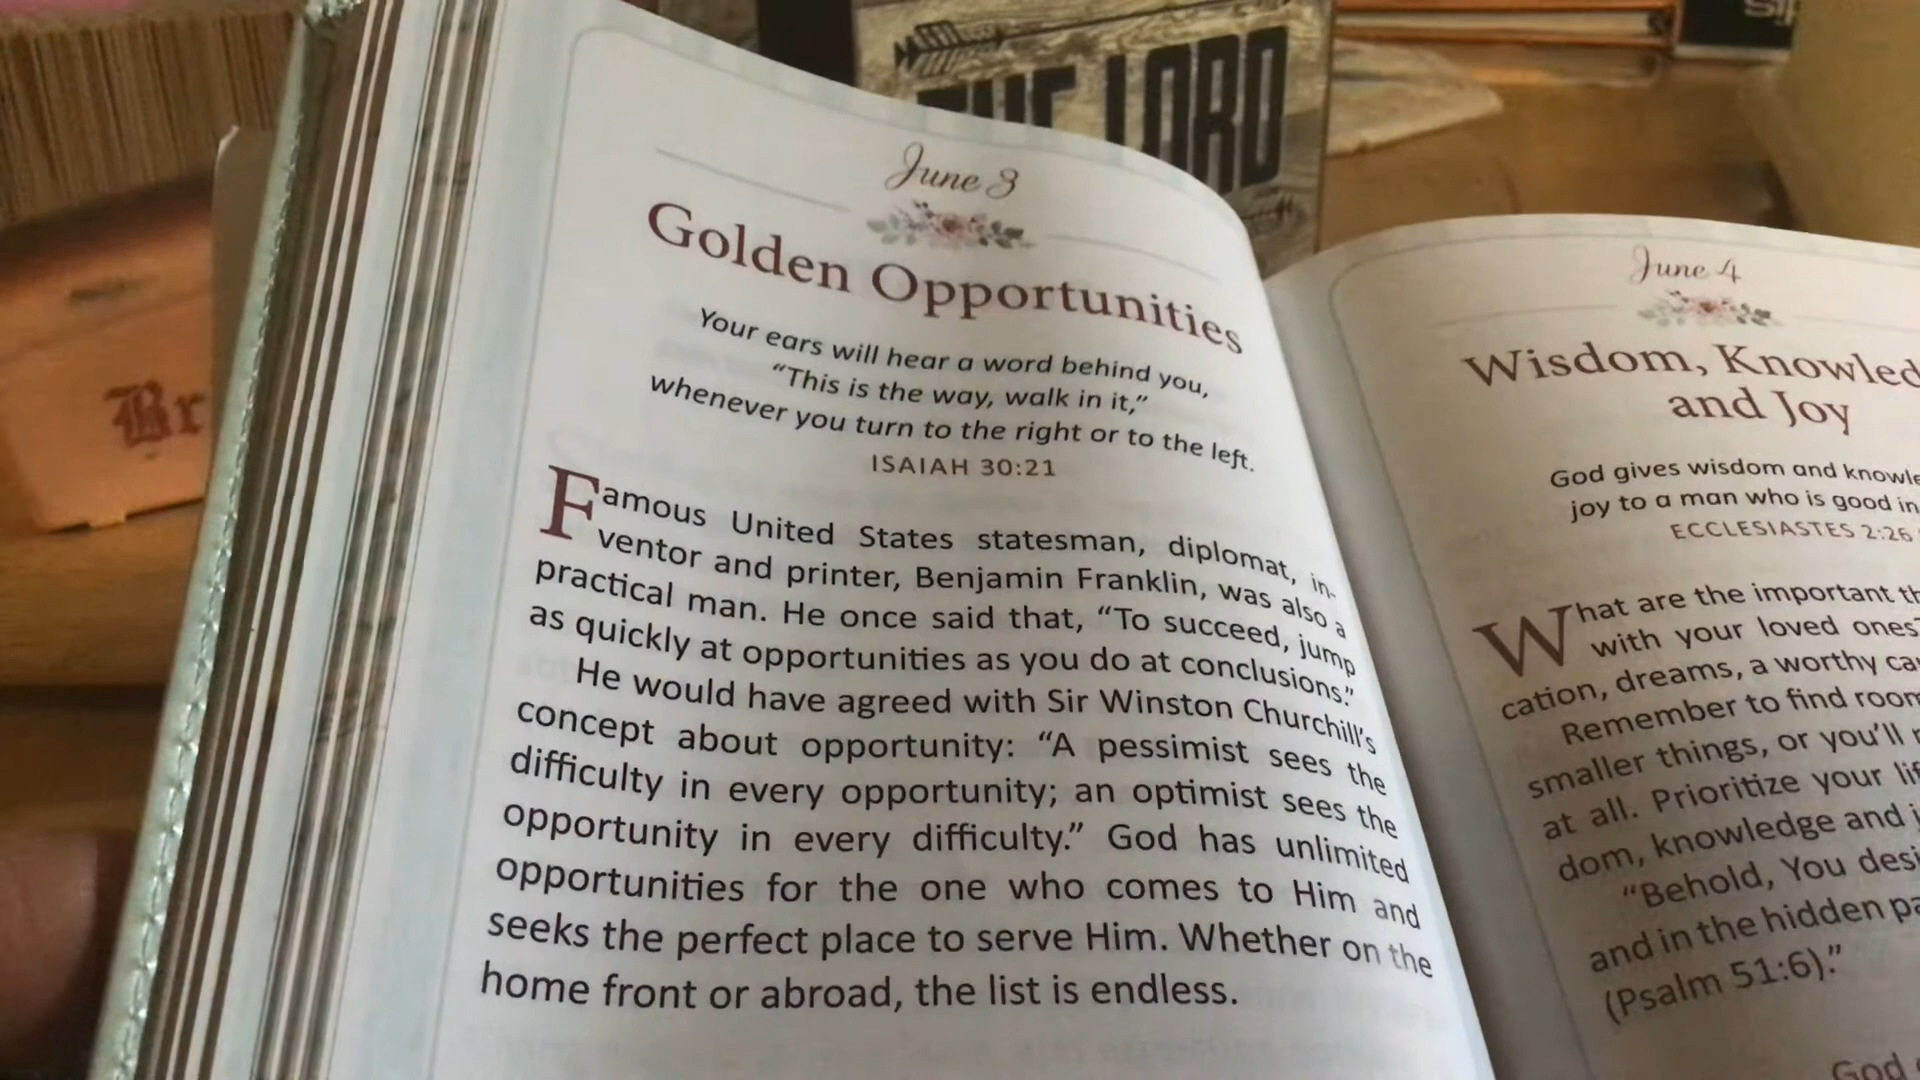 THE LORD
Br
June 3
Golden Opportunities
Your ears will hear a word behind you,
“This is the way, walk in it,”
whenever you turn to the right or to the left.
ISAIAH 30:21
Famous United States statesman, diplomat, in-
ventor and printer, Benjamin Franklin, was also a
practical man. He once said that, “To succeed, jump
as quickly at opportunities as you do at conclusions.”
He would have agreed with Sir Winston Churchill’s
concept about opportunity: “A pessimist sees the
difficulty in every opportunity; an optimist sees the
opportunity in every difficulty.” God has unlimited
opportunities for the one who comes to Him and
seeks the perfect place to serve Him. Whether on the
home front or abroad, the list is endless.
June 4
Wisdom, Knowled
and Joy
God gives wisdom and knowle
joy to a man who is good in
ECCLESIASTES 2:26
What are the important th
with your loved ones?
cation, dreams, a worthy ca
Remember to find room
smaller things, or you’ll
at all. Prioritize your lif
dom, knowledge and
“Behold, You desi
and in the hidden pa
(Psalm 51:6).”
God